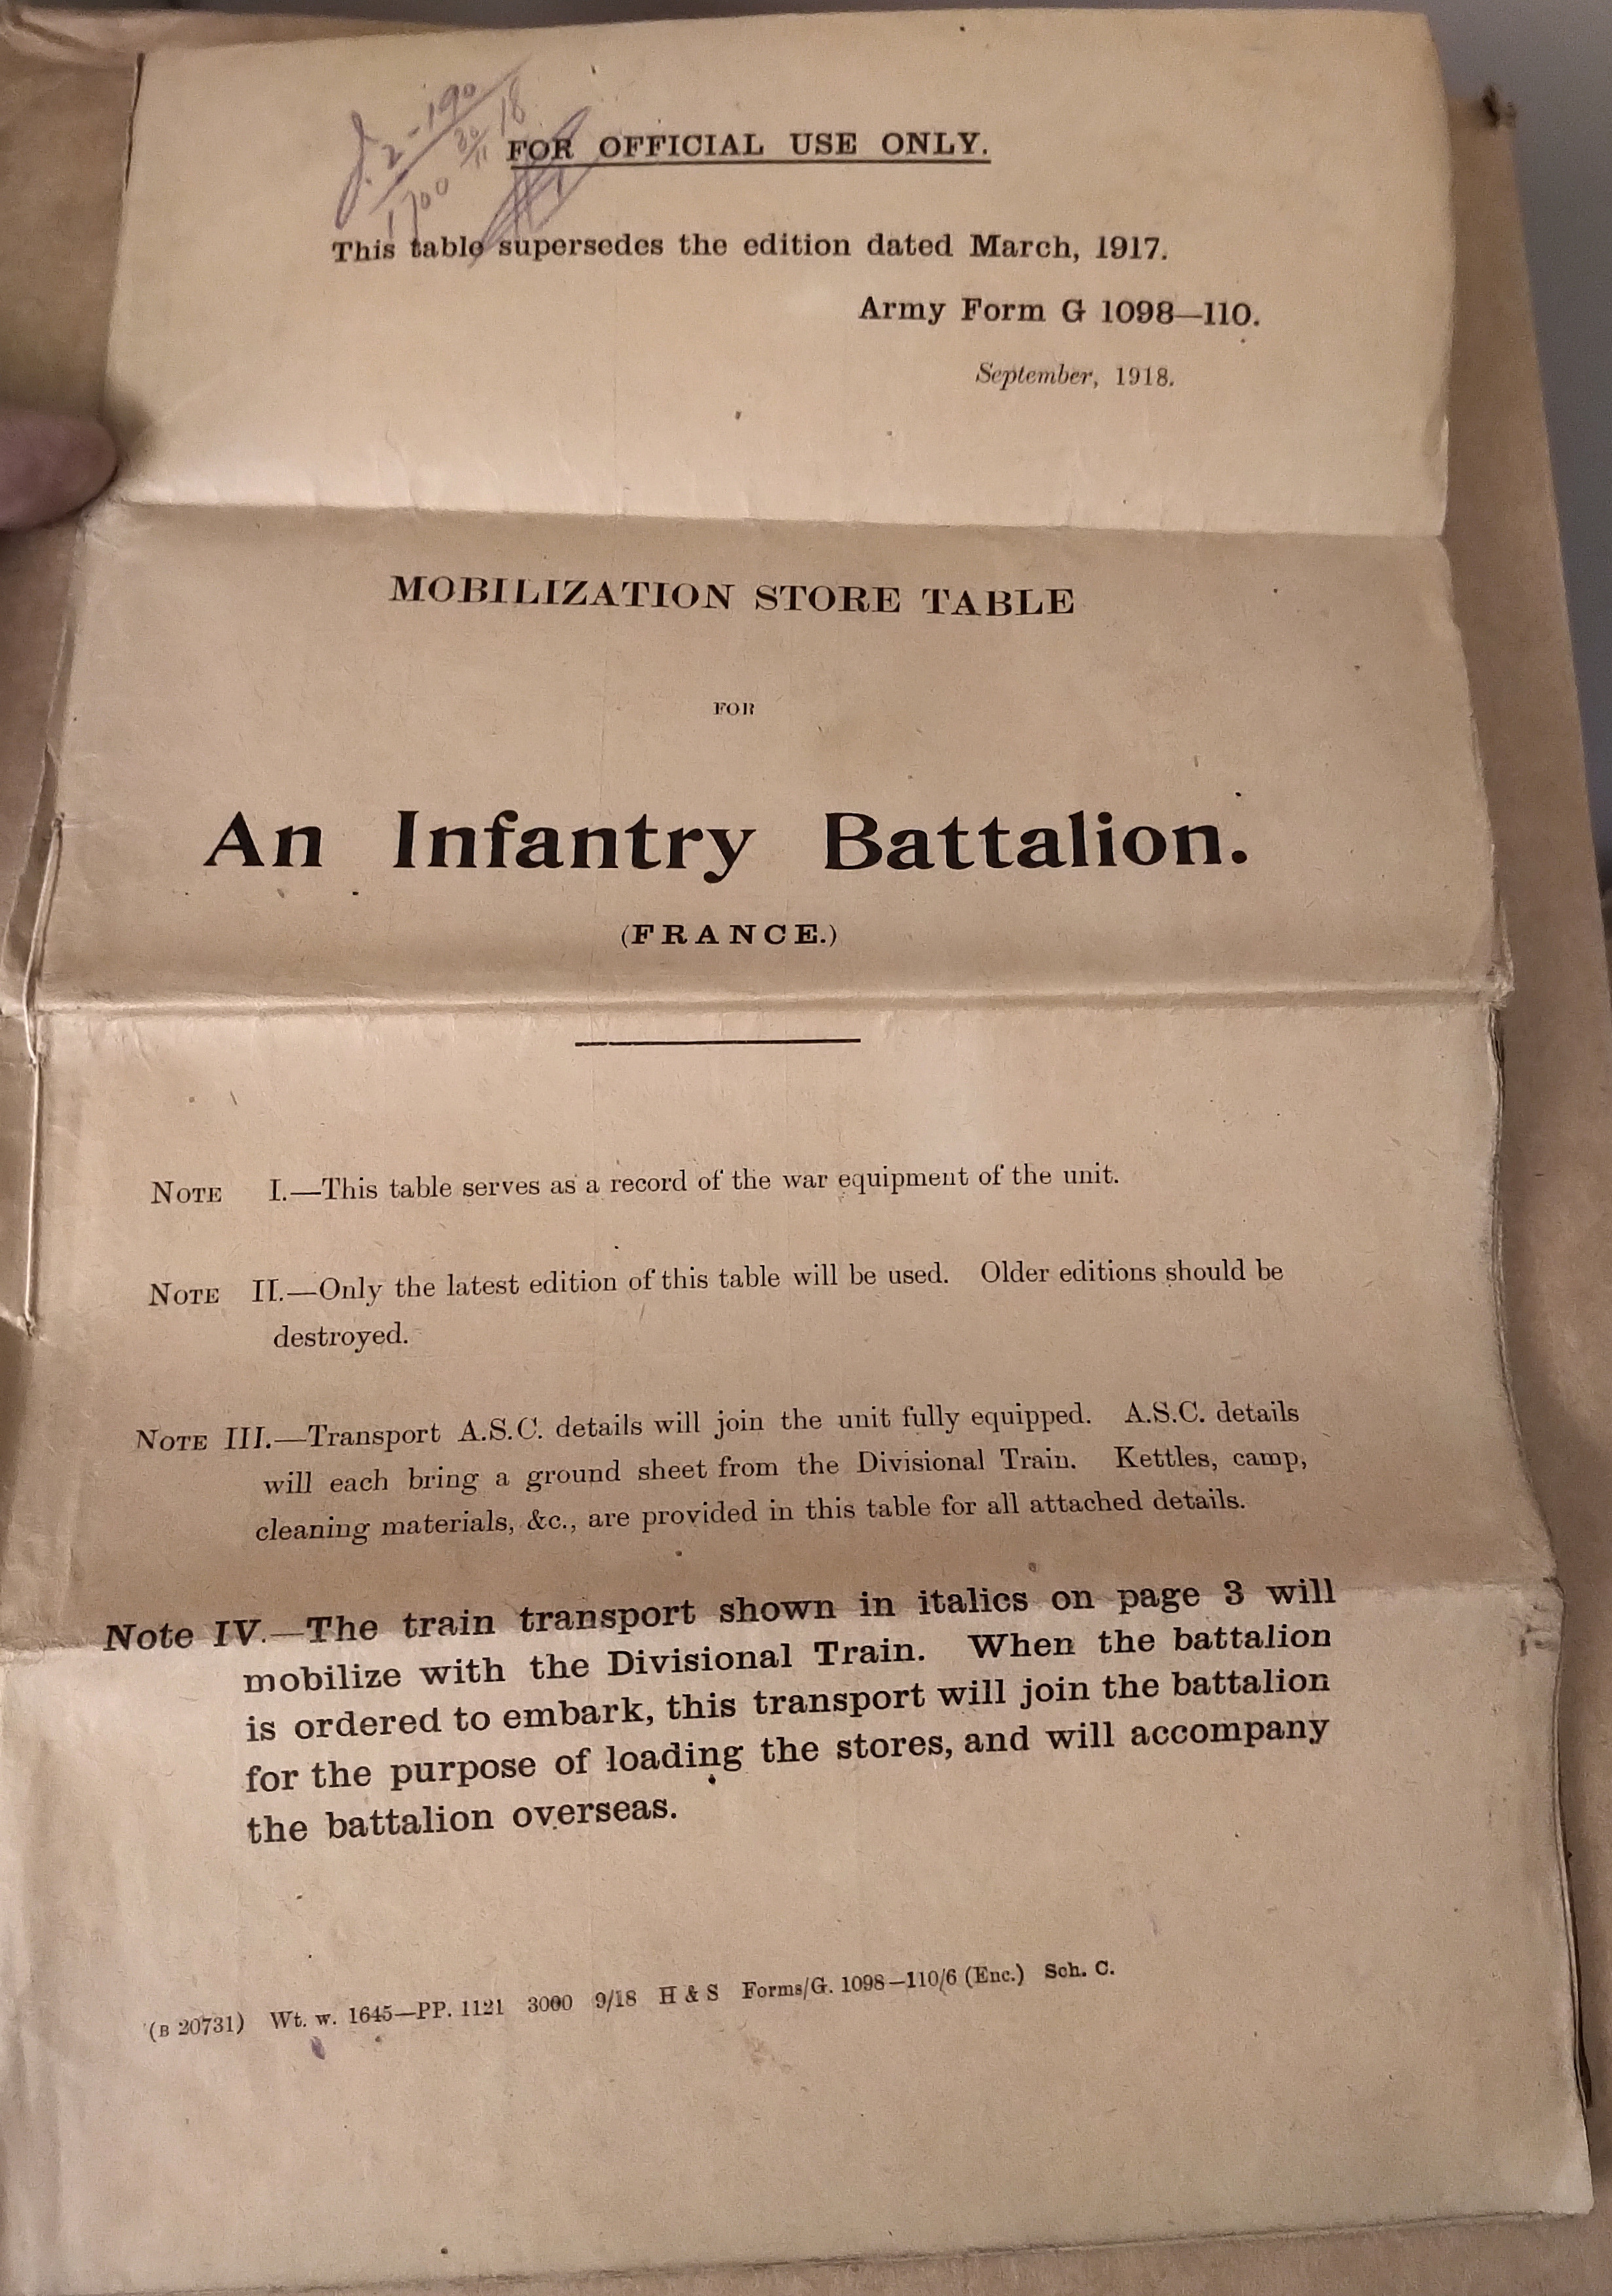 J. 2-190
1700 30/11 18
FOR OFFICIAL USE ONLY.
This table supersedes the edition dated March, 1917.
Army Form G 1098—110.
September, 1918.
MOBILIZATION STORE TABLE
FOR
An Infantry Battalion.
(FRANCE.)
NOTE I.—This table serves as a record of the war equipment of the unit.
NOTE II.—Only the latest edition of this table will be used. Older editions should be
destroyed.
NOTE III.—Transport A.S.C. details will join the unit fully equipped. A.S.C. details
will each bring a ground sheet from the Divisional Train. Kettles, camp,
cleaning materials, &c., are provided in this table for all attached details.
Note IV.—The train transport shown in italics on page 3 will
mobilize with the Divisional Train. When the battalion
is ordered to embark, this transport will join the battalion
for the purpose of loading the stores, and will accompany
the battalion overseas.
(B 20731) Wt. w. 1645—PP. 1121 3000 9/18 H & S Forms/G. 1098—110/6 (Enc.) Sch. C.